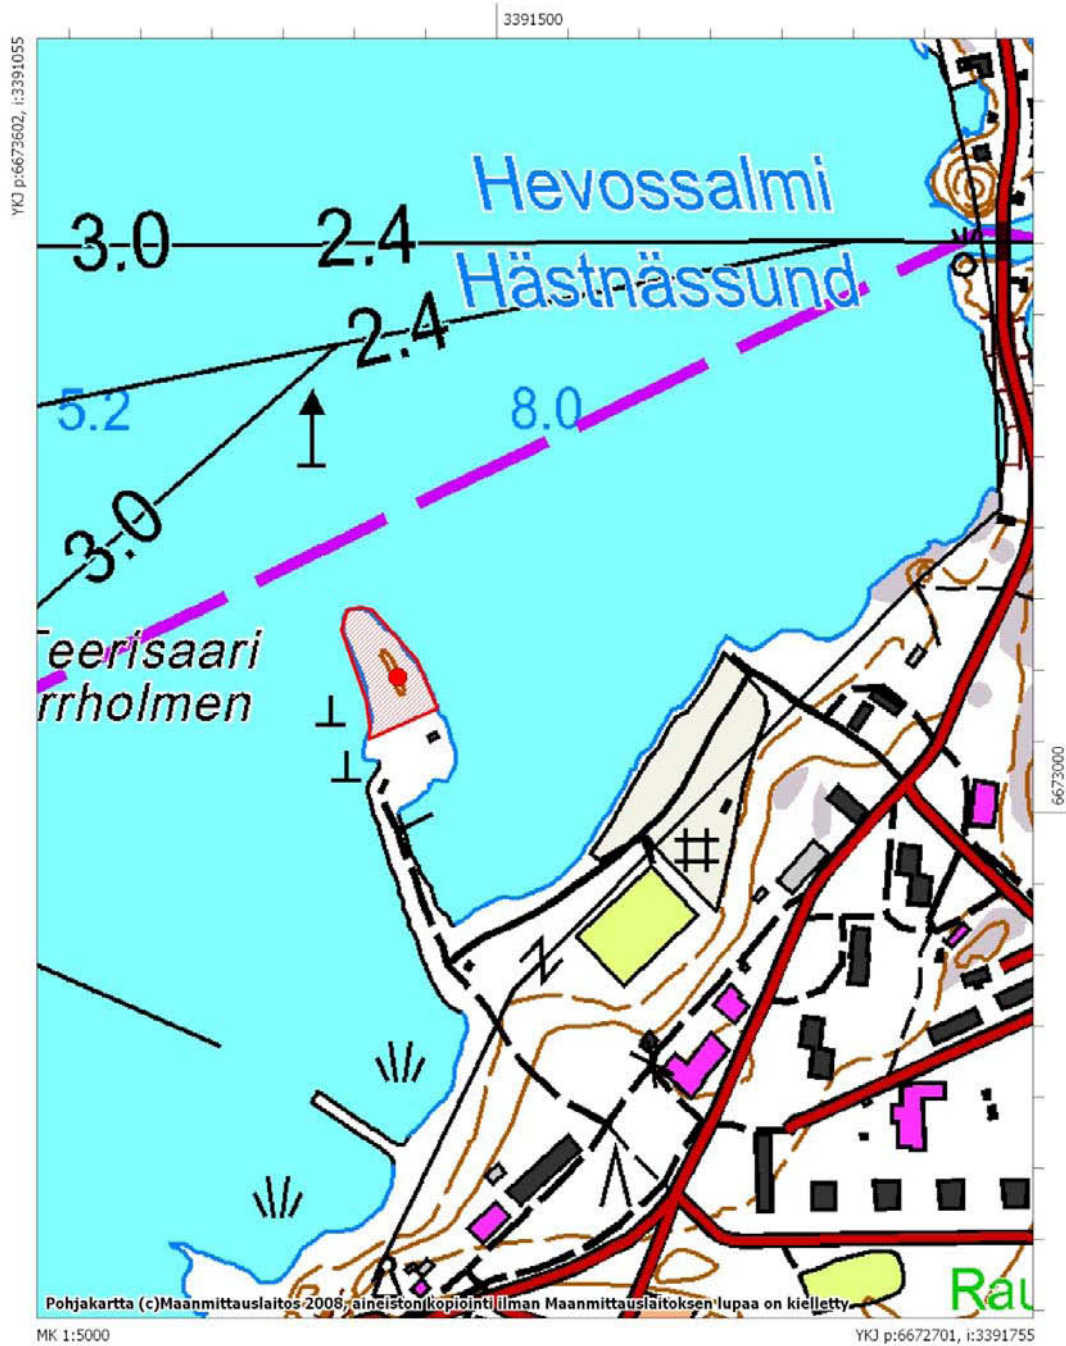 3391500
YKJ p:6673602, i:3391055
Hevossalmi
3.0
2.4
Hästnässund
2.4
5.2
8.0
3.0
eerisaari
rrholmen
6673000
Rau
Pohjakartta (c)Maanmittauslaitos 2008, aineiston kopiointi ilman Maanmittauslaitoksen lupaa on kielletty
MK 1:5000
YKJ p:6672701, i:3391755